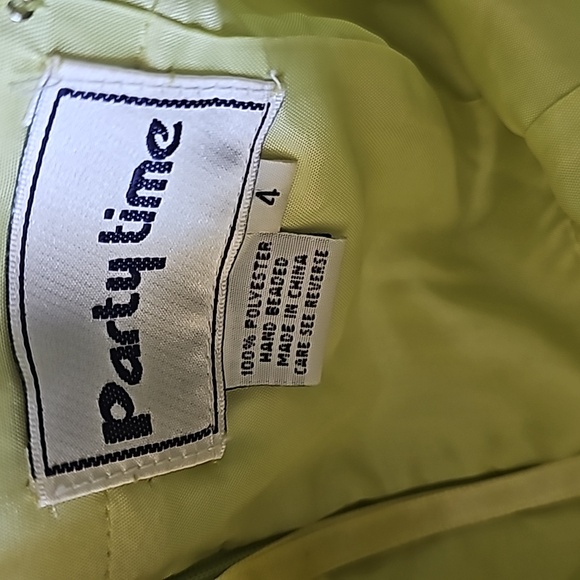 Party time
4
100% POLYESTER
HAND BEADED
MADE IN CHINA
CARE SEE REVERSE